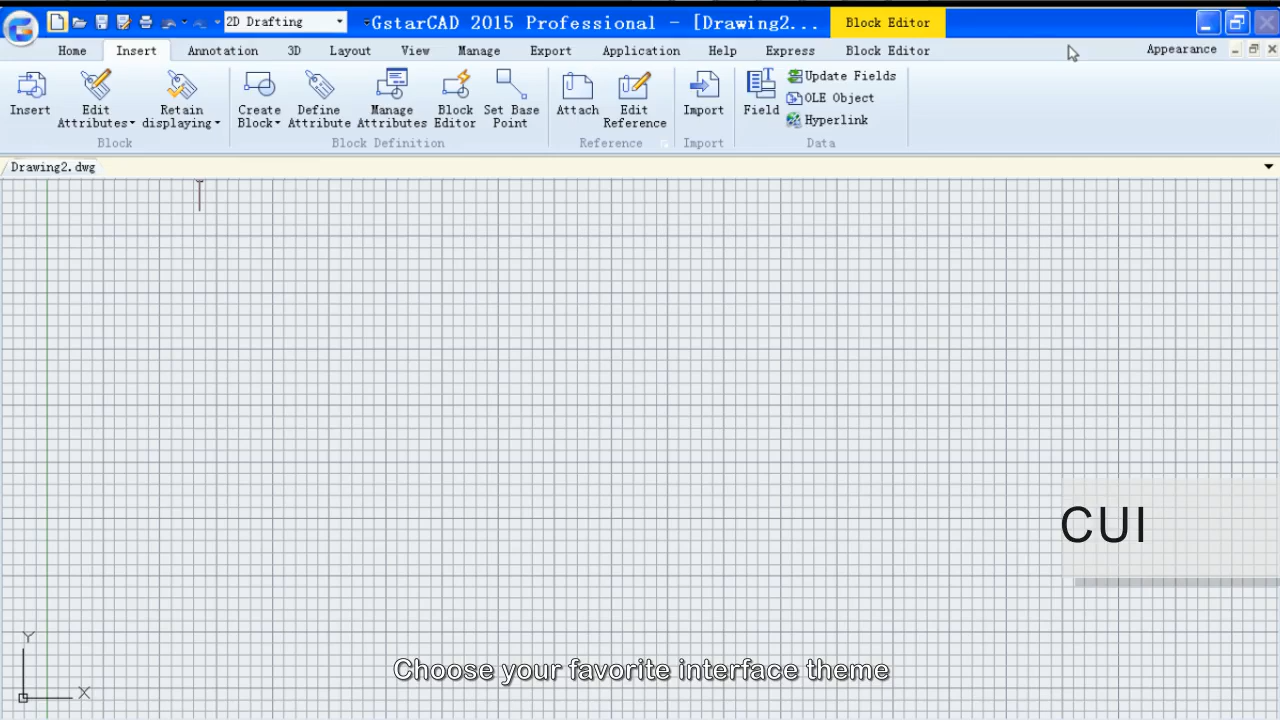 2D Drafting
GstarCAD 2015 Professional - [Drawing2...
Block Editor
Home Insert Annotation 3D Layout View Manage Export Application Help Express Block Editor Appearance
Insert
Edit
Attributes
Retain
displaying
Block
Create
Block
Define
Attribute
Manage
Attributes
Block
Editor
Set Base
Point
Block Definition
Attach
Edit
Reference
Reference
Import
Import
Field
Update Fields
OLE Object
Hyperlink
Data
Drawing2.dwg
CUI
Y
X
Choose your favorite interface theme